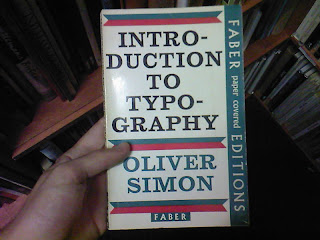 INTRO-
DUCTION
TO
TYPO-
GRAPHY
OLIVER
SIMON
FABER
FABER paper covered EDITIONS